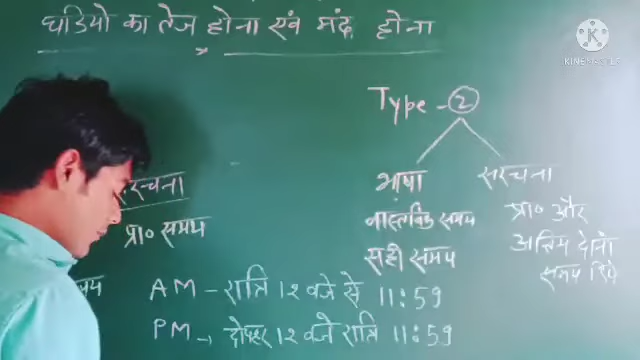 घडियो का तेज होना एवं मंद होना
Type - 2
भाषा
वास्तविक समय
सही समय
सरंचना
प्रा० और
अन्तिम दोनों
समय
संरचना
प्रा० समय
AM - रात्रि 12 बजे से 11:59
PM → दोपहर 12 बजे रात्रि 11:59
K
KINEMASTER